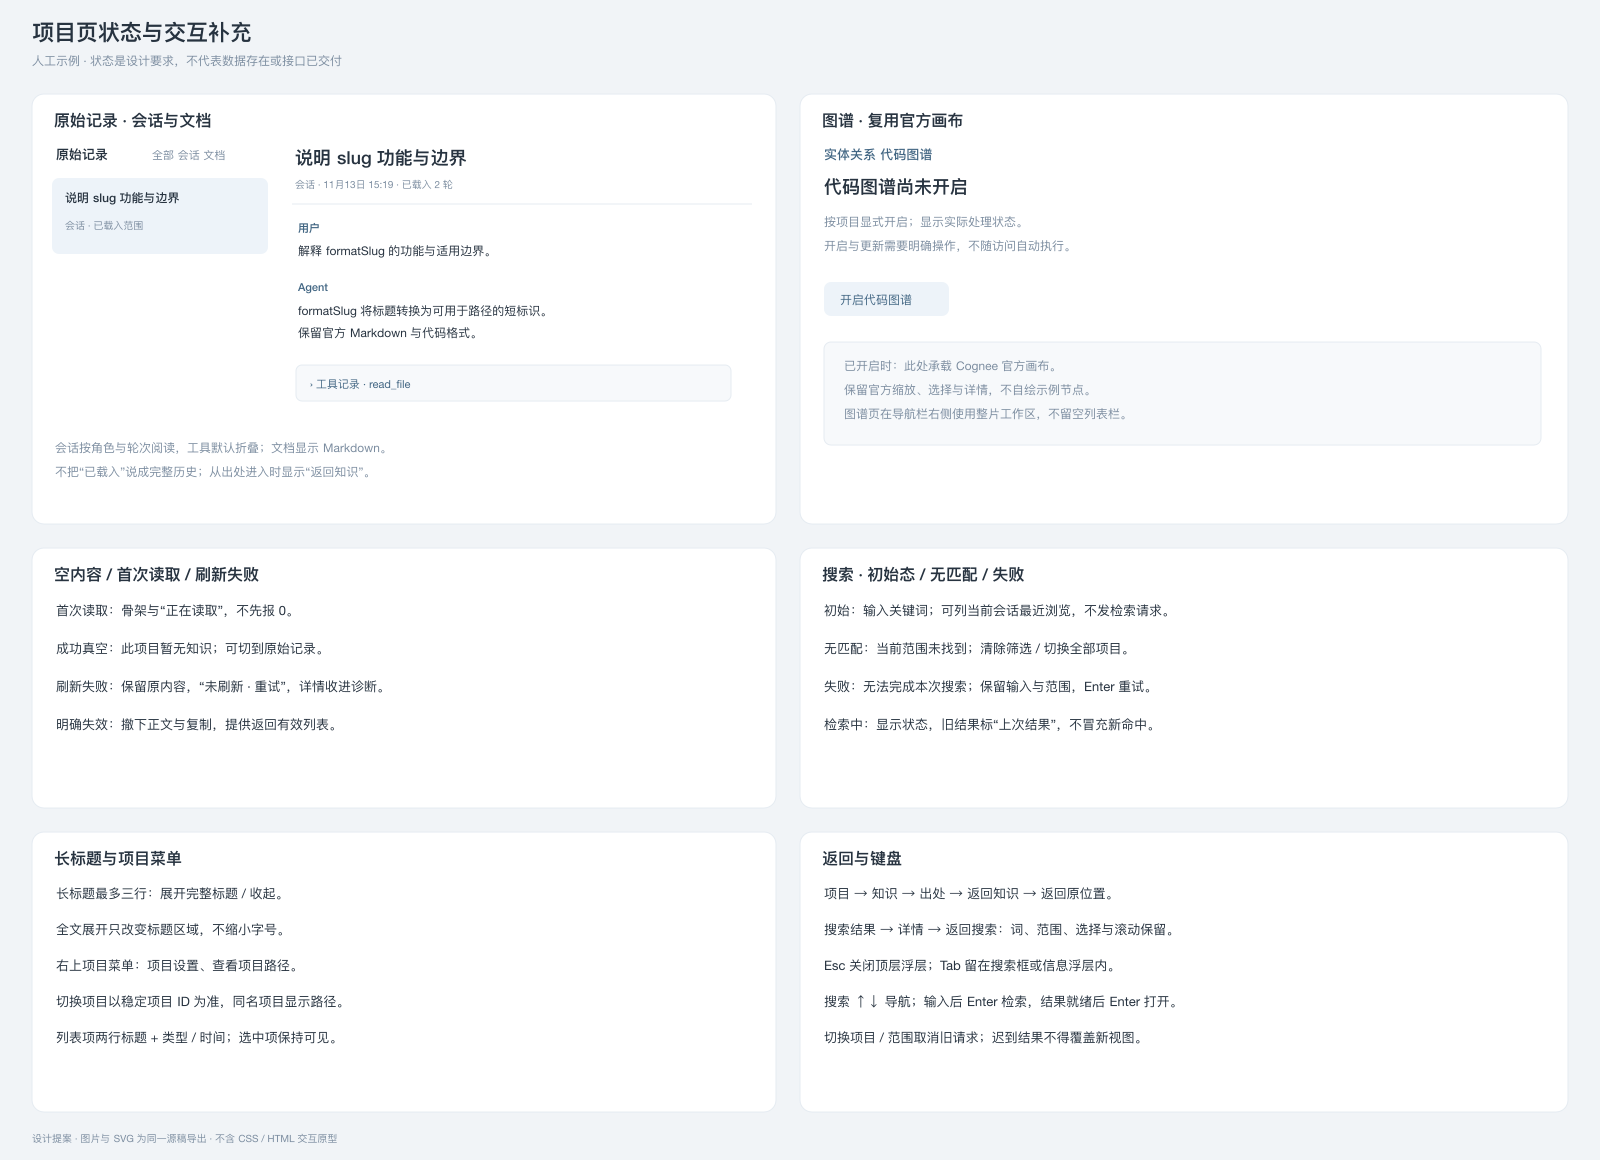 项目页状态与交互补充
人工示例 · 状态是设计要求，不代表数据存在或接口已交付
原始记录 · 会话与文档
原始记录
全部 会话 文档
说明 slug 功能与边界
会话 · 已载入范围
说明 slug 功能与边界
会话 · 11月13日 15:19 · 已载入 2 轮
用户
解释 formatSlug 的功能与适用边界。
Agent
formatSlug 将标题转换为可用于路径的短标识。
保留官方 Markdown 与代码格式。
› 工具记录 · read_file
会话按角色与轮次阅读，工具默认折叠；文档显示 Markdown。
不把“已载入”说成完整历史；从出处进入时显示“返回知识”。
图谱 · 复用官方画布
实体关系 代码图谱
代码图谱尚未开启
按项目显式开启；显示实际处理状态。
开启与更新需要明确操作，不随访问自动执行。
开启代码图谱
已开启时：此处承载 Cognee 官方画布。
保留官方缩放、选择与详情，不自绘示例节点。
图谱页在导航栏右侧使用整片工作区，不留空列表栏。
空内容 / 首次读取 / 刷新失败
首次读取：骨架与“正在读取”，不先报 0。
成功真空：此项目暂无知识；可切到原始记录。
刷新失败：保留原内容，“未刷新 · 重试”，详情收进诊断。
明确失效：撤下正文与复制，提供返回有效列表。
搜索 · 初始态 / 无匹配 / 失败
初始：输入关键词；可列当前会话最近浏览，不发检索请求。
无匹配：当前范围未找到；清除筛选 / 切换全部项目。
失败：无法完成本次搜索；保留输入与范围，Enter 重试。
检索中：显示状态，旧结果标“上次结果”，不冒充新命中。
长标题与项目菜单
长标题最多三行：展开完整标题 / 收起。
全文展开只改变标题区域，不缩小字号。
右上项目菜单：项目设置、查看项目路径。
切换项目以稳定项目 ID 为准，同名项目显示路径。
列表项两行标题 + 类型 / 时间；选中项保持可见。
返回与键盘
项目 → 知识 → 出处 → 返回知识 → 返回原位置。
搜索结果 → 详情 → 返回搜索：词、范围、选择与滚动保留。
Esc 关闭顶层浮层；Tab 留在搜索框或信息浮层内。
搜索 ↑↓ 导航；输入后 Enter 检索，结果就绪后 Enter 打开。
切换项目 / 范围取消旧请求；迟到结果不得覆盖新视图。
设计提案 · 图片与 SVG 为同一源稿导出 · 不含 CSS / HTML 交互原型